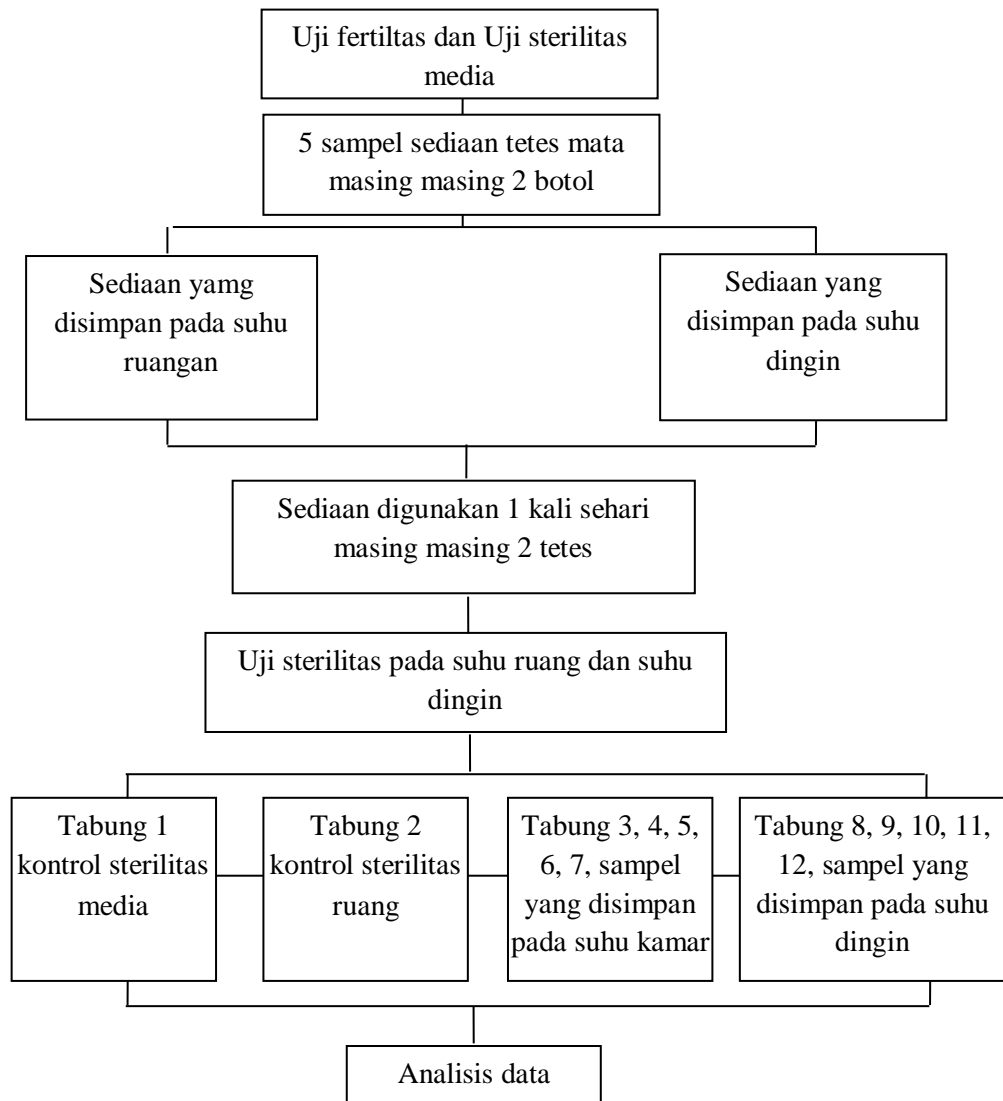 Uji fertiltas dan Uji sterilitas
media
5 sampel sediaan tetes mata
masing masing 2 botol
Sediaan yamg
disimpan pada suhu
ruangan
Sediaan yang
disimpan pada suhu
dingin
Sediaan digunakan 1 kali sehari
masing masing 2 tetes
Uji sterilitas pada suhu ruang dan suhu
dingin
Tabung 1
kontrol sterilitas
media
Tabung 2
kontrol sterilitas
ruang
Tabung 3, 4, 5,
6, 7, sampel
yang disimpan
pada suhu kamar
Tabung 8, 9, 10, 11,
12, sampel yang
disimpan pada suhu
dingin
Analisis data